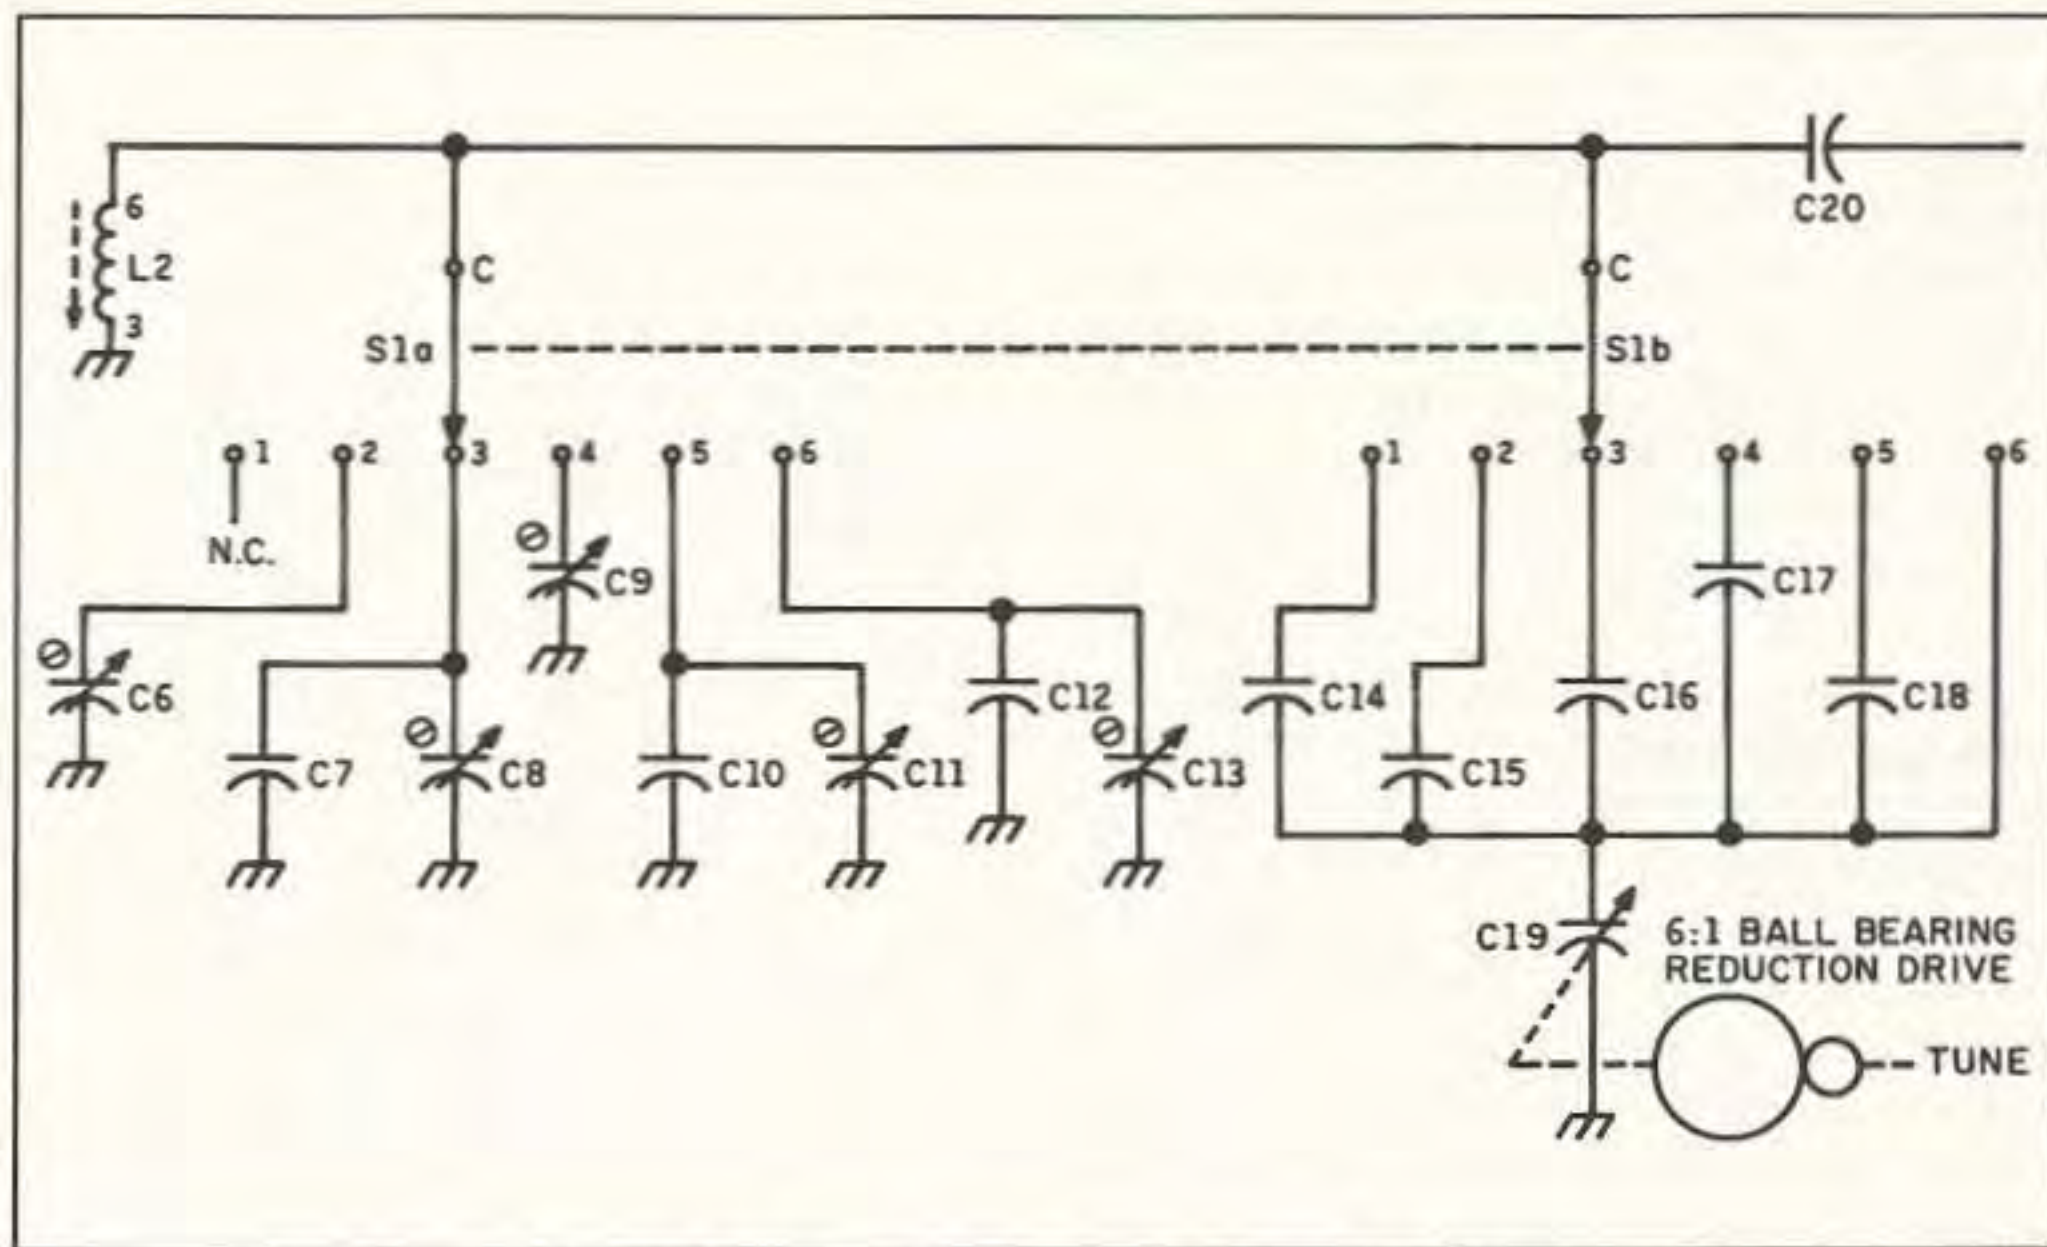 C20
6
L2
3
C
C
S1a
S1b
1 2 3 4 5 6
1 2 3 4 5 6
N.C.
C9
C17
C6
C12
C14
C16
C18
C7
C8
C10
C11
C13
C15
C19
6:1 BALL BEARING
REDUCTION DRIVE
TUNE